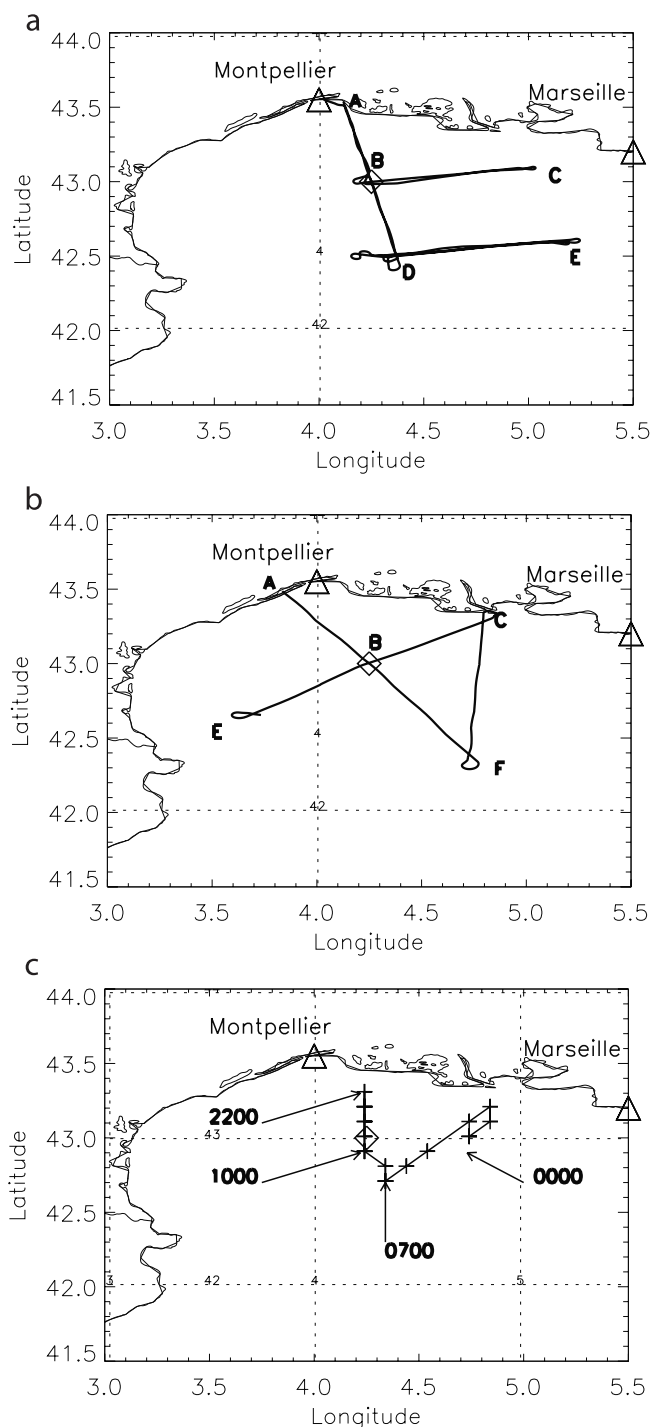 a
44.0
Montpellier
Marseille
43.5
A
B
43.0
C
Latitude
42.5
4
D
E
42.0
42
41.5
3.0 3.5 4.0 4.5 5.0 5.5
Longitude
b
44.0
Montpellier
Marseille
43.5
A
C
B
43.0
Latitude
E
42.5
4
F
42.0
42
41.5
3.0 3.5 4.0 4.5 5.0 5.5
Longitude
c
44.0
Montpellier
Marseille
43.5
2200
43.0
43
1000
0000
Latitude
42.5
0700
42.0
3 42 4 5
41.5
3.0 3.5 4.0 4.5 5.0 5.5
Longitude